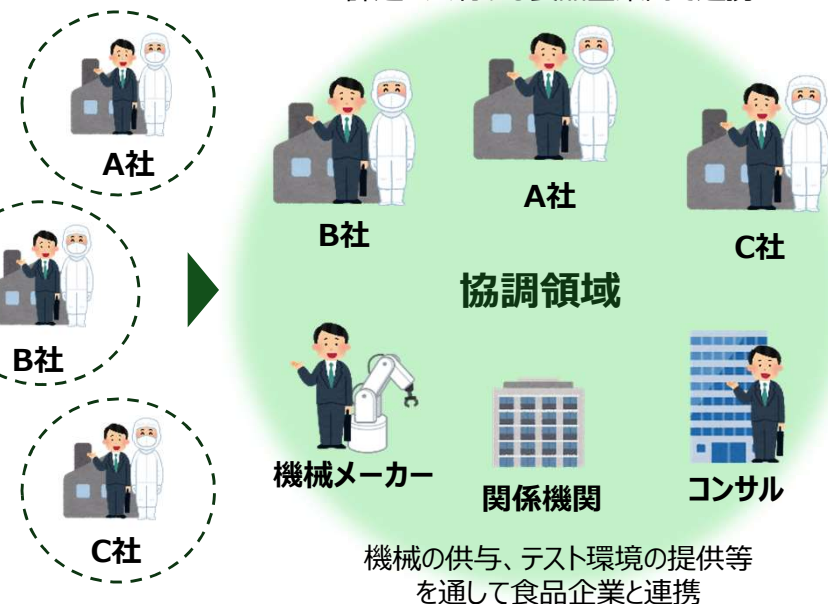 A社
B社
C社
A社
B社
C社
協調領域
機械メーカー
関係機関
コンサル
機械の供与、テスト環境の提供等
を通して食品企業と連携